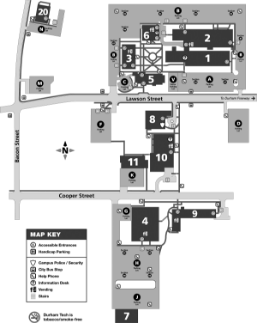 20
N
B
6
2
3
1
5
C
V
A
M
Lawson Street
To Durham Freeway
F
8
D
Bacon Street
N
11
10
K
Cooper Street
G
4
9
H
J
7
MAP KEY
Accessible Entrances
Handicap Parking
Campus Police / Security
City Bus Stop
Help Phone
Information Desk
Vending
Stairs
Durham Tech is
tobacco/smoke free